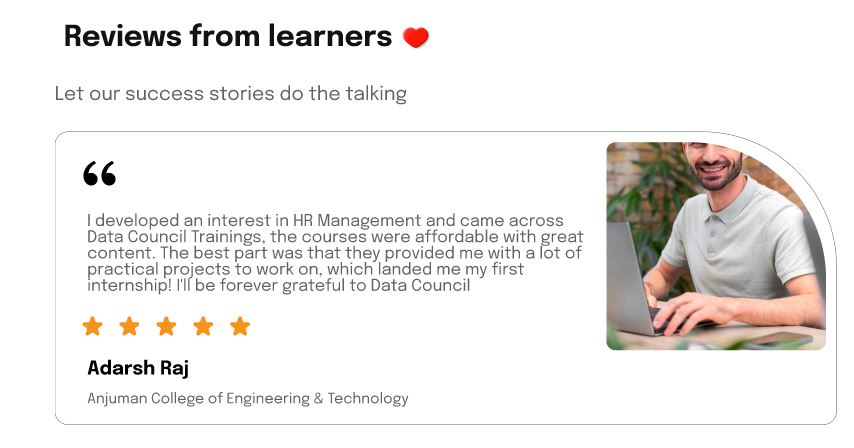 Reviews from learners
Let our success stories do the talking
“
I developed an interest in HR Management and came across
Data Council Trainings, the courses were affordable with great
content. The best part was that they provided me with a lot of
practical projects to work on, which landed me my first
internship! I'll be forever grateful to Data Council
Adarsh Raj
Anjuman College of Engineering & Technology